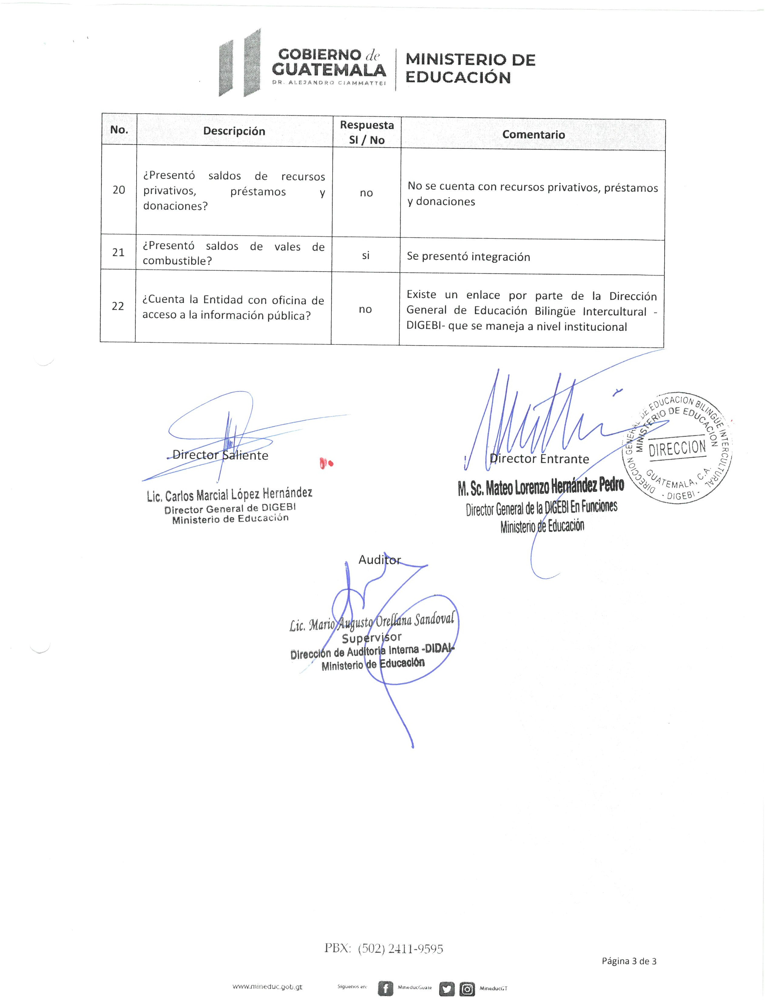 GOBIERNO de
GUATEMALA
DR. ALEJANDRO GIAMMATTEI
MINISTERIO DE
EDUCACIÓN
No.
Descripción
Respuesta
SI / No
Comentario
20
¿Presentó saldos de recursos
privativos, préstamos y
donaciones?
no
No se cuenta con recursos privativos, préstamos
y donaciones
21
¿Presentó saldos de vales de
combustible?
si
Se presentó integración
22
¿Cuenta la Entidad con oficina de
acceso a la información pública?
no
Existe un enlace por parte de la Dirección
General de Educación Bilingüe Intercultural -
DIGEBI- que se maneja a nivel institucional
Director Saliente
Lic. Carlos Marcial López Hernández
Director General de DIGEBI
Ministerio de Educación
Director Entrante
M. Sc. Mateo Lorenzo Hernández Pedro
Director General de la DIGEBI En Funciones
Ministerio de Educación
DIRECCION GENERAL DE EDUCACION BILINGÜE INTERCULTURAL
MINISTERIO DE EDUCACION
DIRECCION
GUATEMALA, C.A.
- DIGEBI -
Auditor
Lic. Mario Augusto Orellana Sandoval
Supervisor
Dirección de Auditoría Interna -DIDAI-
Ministerio de Educación
PBX: (502) 2411-9595
Página 3 de 3
www.mineduc.gob.gt
Síguenos en:
MineducGuate
MineducGT